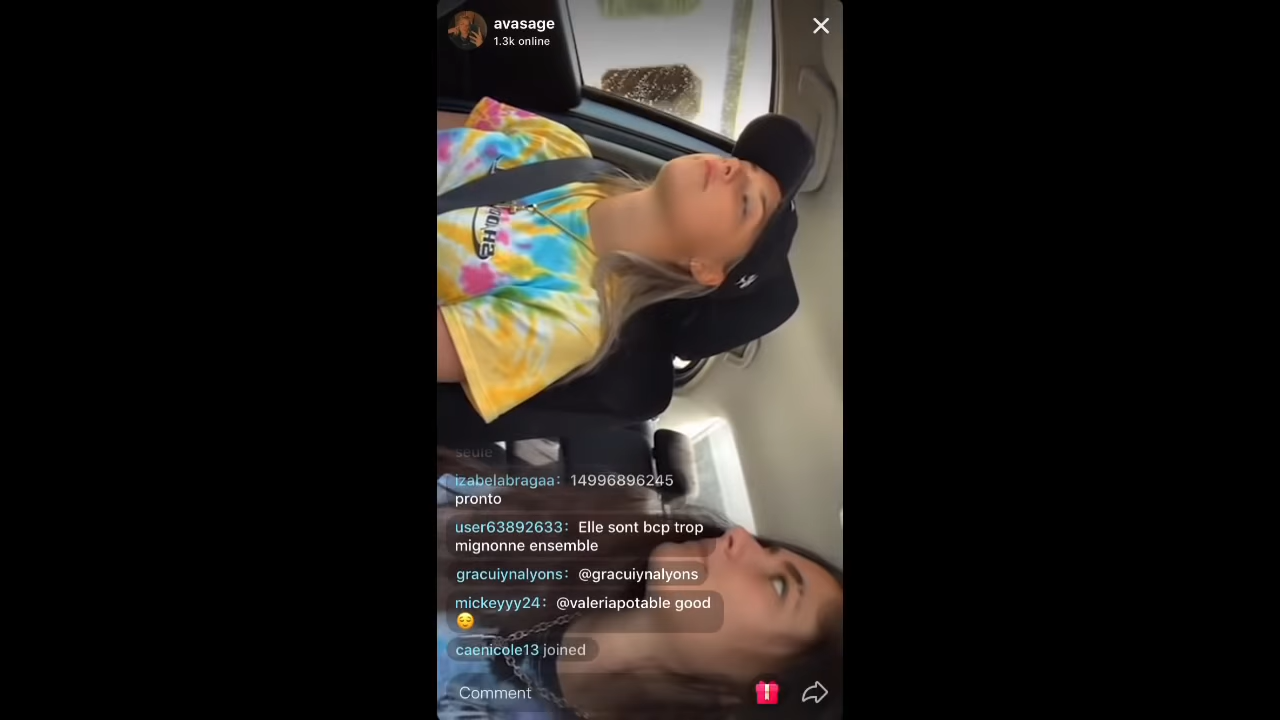 avasage
1.3k online
seule
izabelabragaa: 14996896245
pronto
user63892633: Elle sont bcp trop
mignonne ensemble
gracuiynalyons: @gracuiynalyons
mickeyyy24: @valeriapotable good
😌
caenicole13 joined
Comment